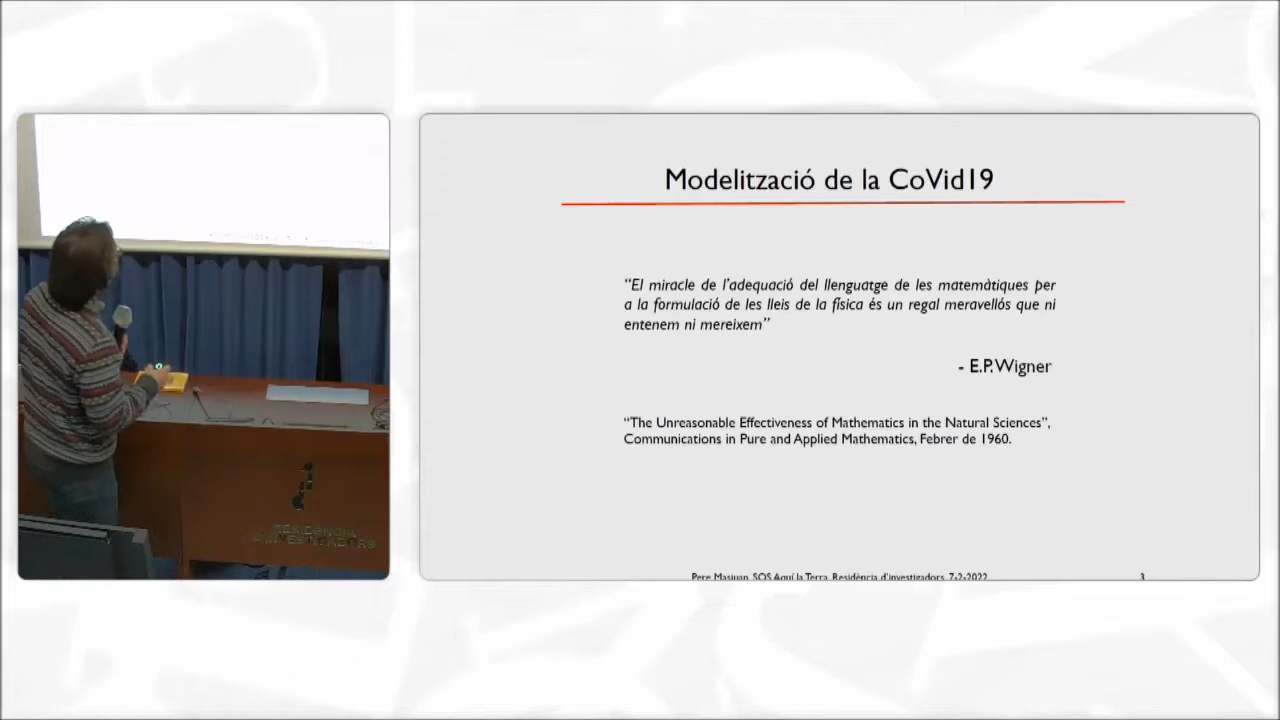 Modelització de la CoVid19
“El miracle de l’adequació del llenguatge de les matemàtiques per
a la formulació de les lleis de la física és un regal meravellós que ni
entenem ni mereixem”
- E.P.Wigner
“The Unreasonable Effectiveness of Mathematics in the Natural Sciences”,
Communications in Pure and Applied Mathematics, Febrer de 1960.
Pere Masjuan, SOS Aquí la Terra, Residència d'investigadors, 7-2-2022
3
RESIDÈNCIA
D'INVESTIGADORS